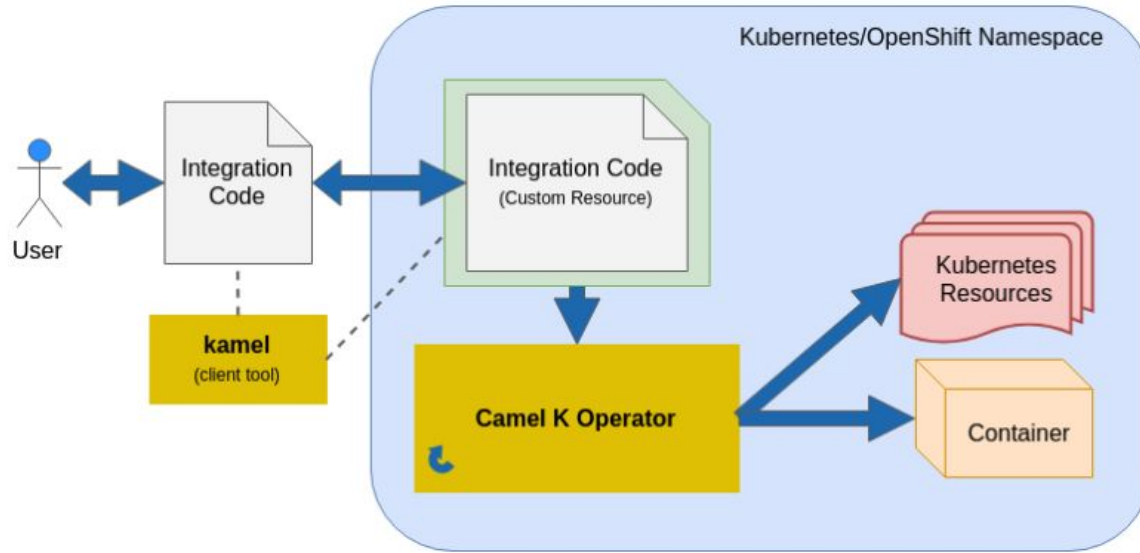 Kubernetes/OpenShift Namespace
User
Integration
Code
Integration Code
(Custom Resource)
kamel
(client tool)
Camel K Operator
Kubernetes
Resources
Container